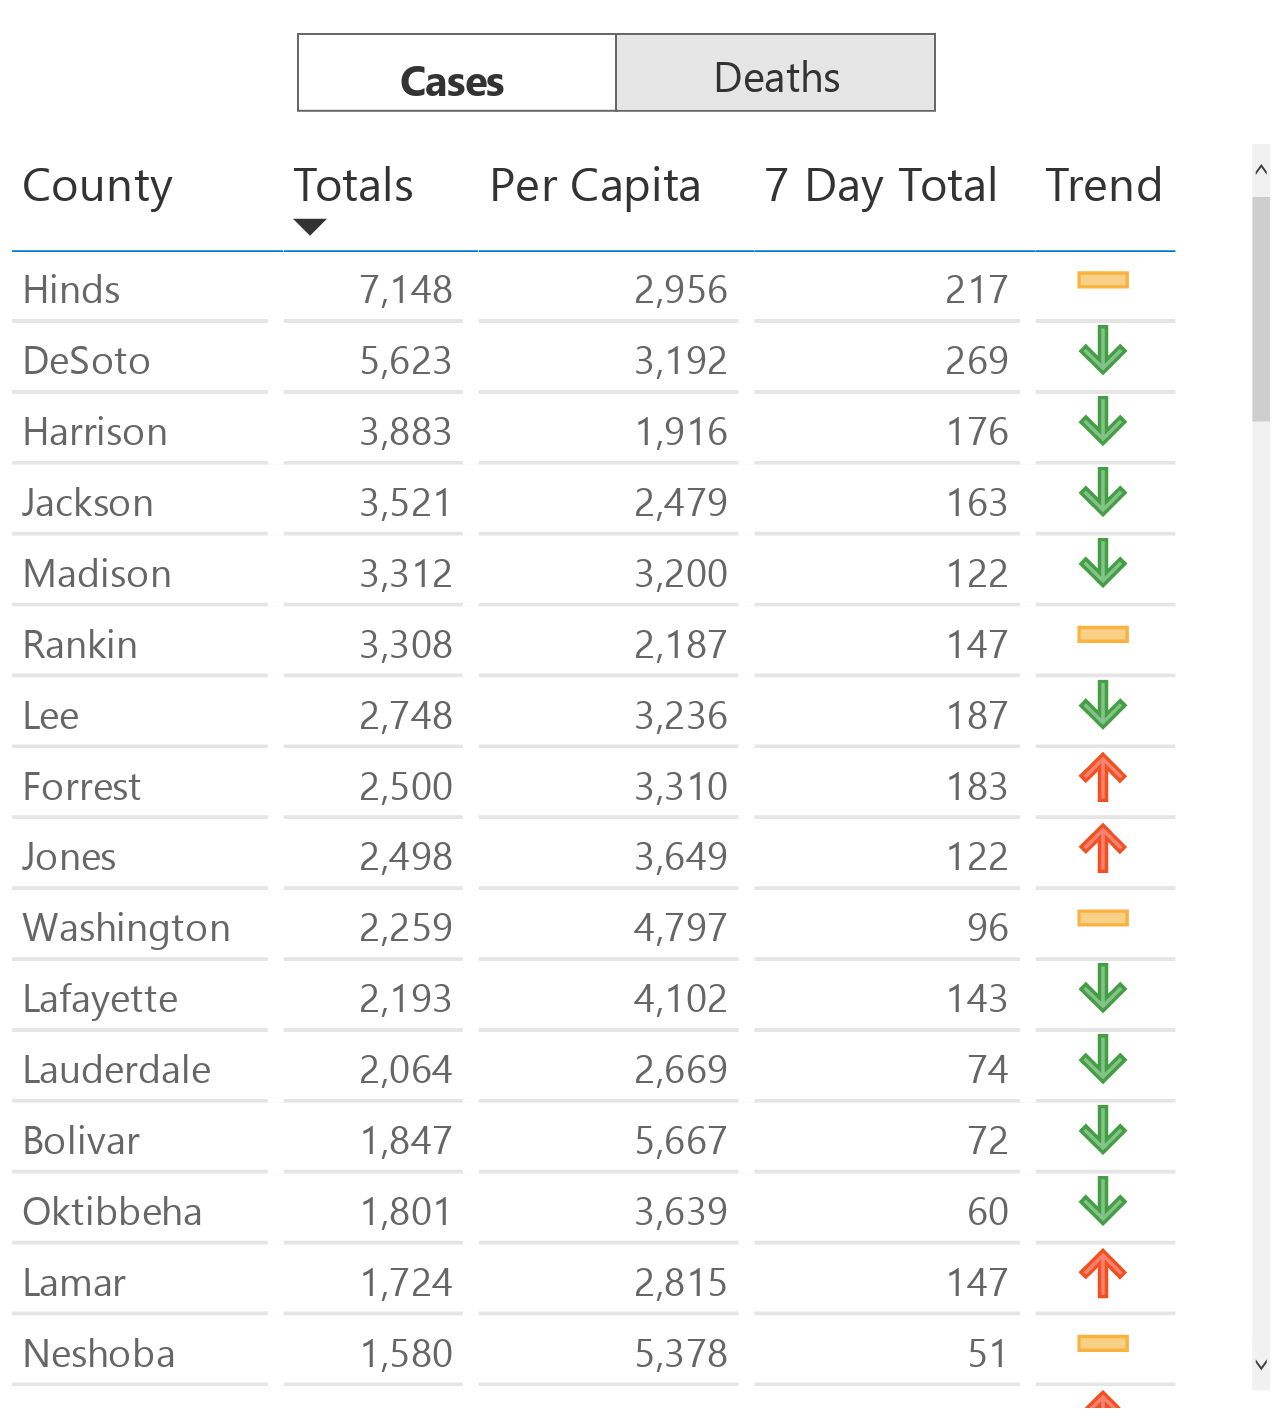 Cases Deaths
County Totals Per Capita 7 Day Total Trend
Hinds 7,148 2,956 217
DeSoto 5,623 3,192 269
Harrison 3,883 1,916 176
Jackson 3,521 2,479 163
Madison 3,312 3,200 122
Rankin 3,308 2,187 147
Lee 2,748 3,236 187
Forrest 2,500 3,310 183
Jones 2,498 3,649 122
Washington 2,259 4,797 96
Lafayette 2,193 4,102 143
Lauderdale 2,064 2,669 74
Bolivar 1,847 5,667 72
Oktibbeha 1,801 3,639 60
Lamar 1,724 2,815 147
Neshoba 1,580 5,378 51